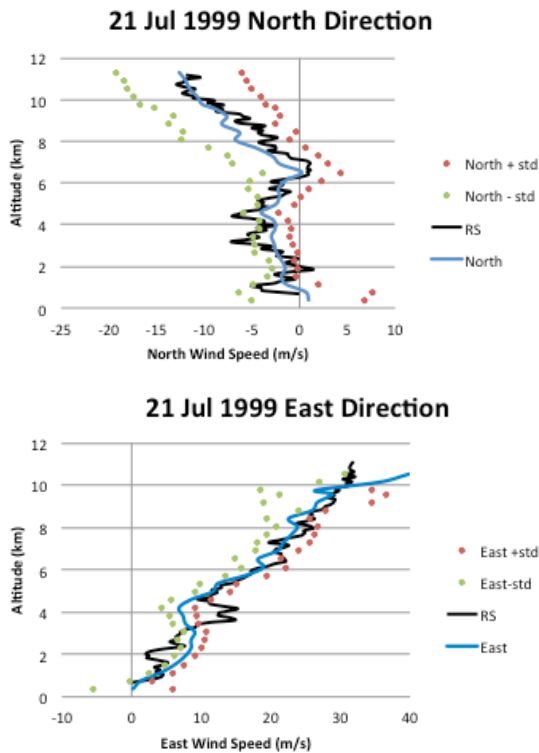 21 Jul 1999 North Direction
12
10
8
6
4
2
0
Altitude (km)
-25 -20 -15 -10 -5 0 5 10
North Wind Speed (m/s)
North + std
North - std
RS
North
21 Jul 1999 East Direction
12
10
8
6
4
2
0
Altitude (km)
-10 0 10 20 30 40
East Wind Speed (m/s)
East +std
East-std
RS
East